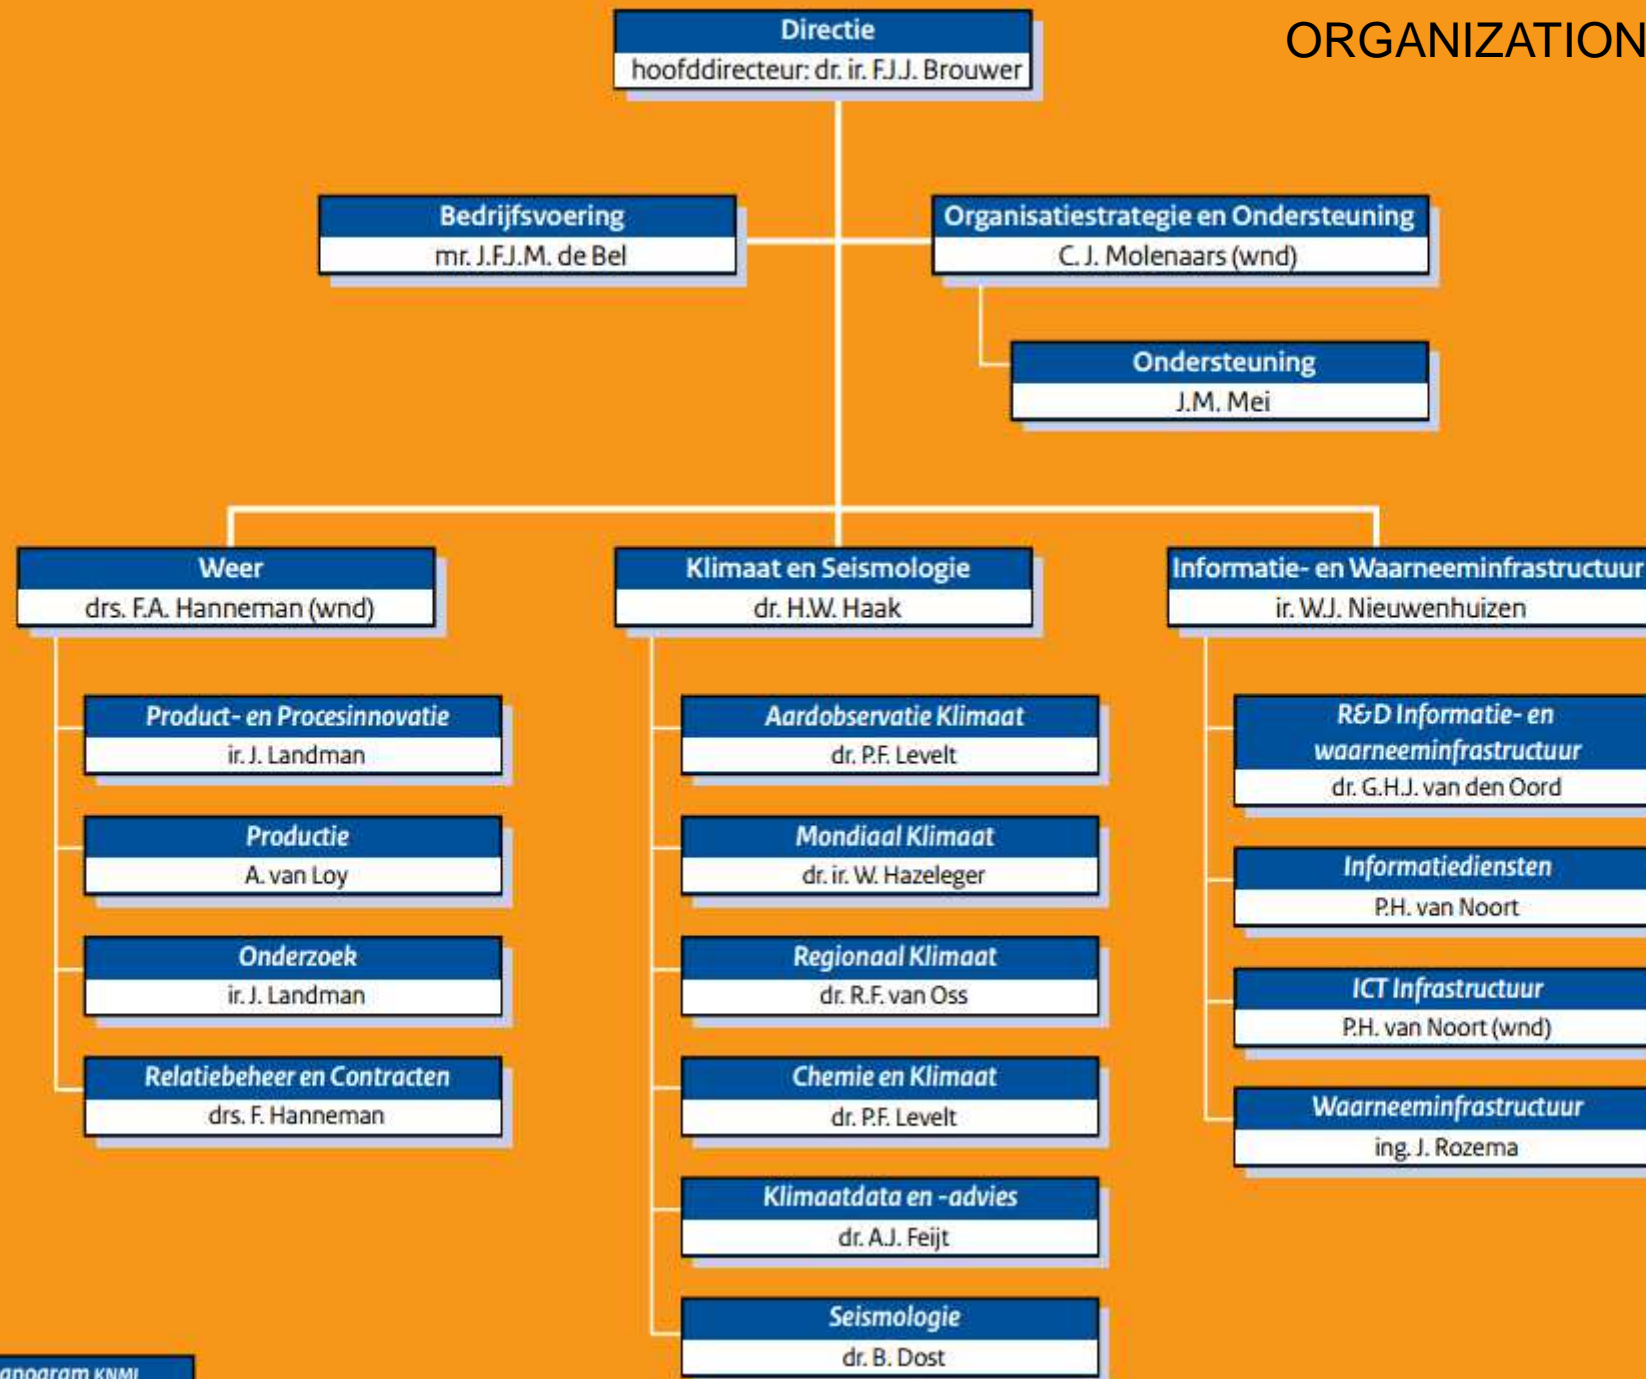 ORGANIZATION
Directie
hoofddirecteur: dr. ir. F.J.J. Brouwer
Bedrijfsvoering
mr. J.F.J.M. de Bel
Organisatiestrategie en Ondersteuning
C. J. Molenaars (wnd)
Ondersteuning
J.M. Mei
Weer
drs. F.A. Hanneman (wnd)
Product- en Procesinnovatie
ir. J. Landman
Productie
A. van Loy
Onderzoek
ir. J. Landman
Relatiebeheer en Contracten
drs. F. Hanneman
Klimaat en Seismologie
dr. H.W. Haak
Aardobservatie Klimaat
dr. P.F. Levelt
Mondiaal Klimaat
dr. ir. W. Hazeleger
Regionaal Klimaat
dr. R.F. van Oss
Chemie en Klimaat
dr. P.F. Levelt
Klimaatdata en -advies
dr. A.J. Feijt
Seismologie
dr. B. Dost
Informatie- en Waarneeminfrastructuur
ir. W.J. Nieuwenhuizen
R&D Informatie- en
waarneeminfrastructuur
dr. G.H.J. van den Oord
Informatiediensten
P.H. van Noort
ICT Infrastructuur
P.H. van Noort (wnd)
Waarneeminfrastructuur
ing. J. Rozema
KNMI